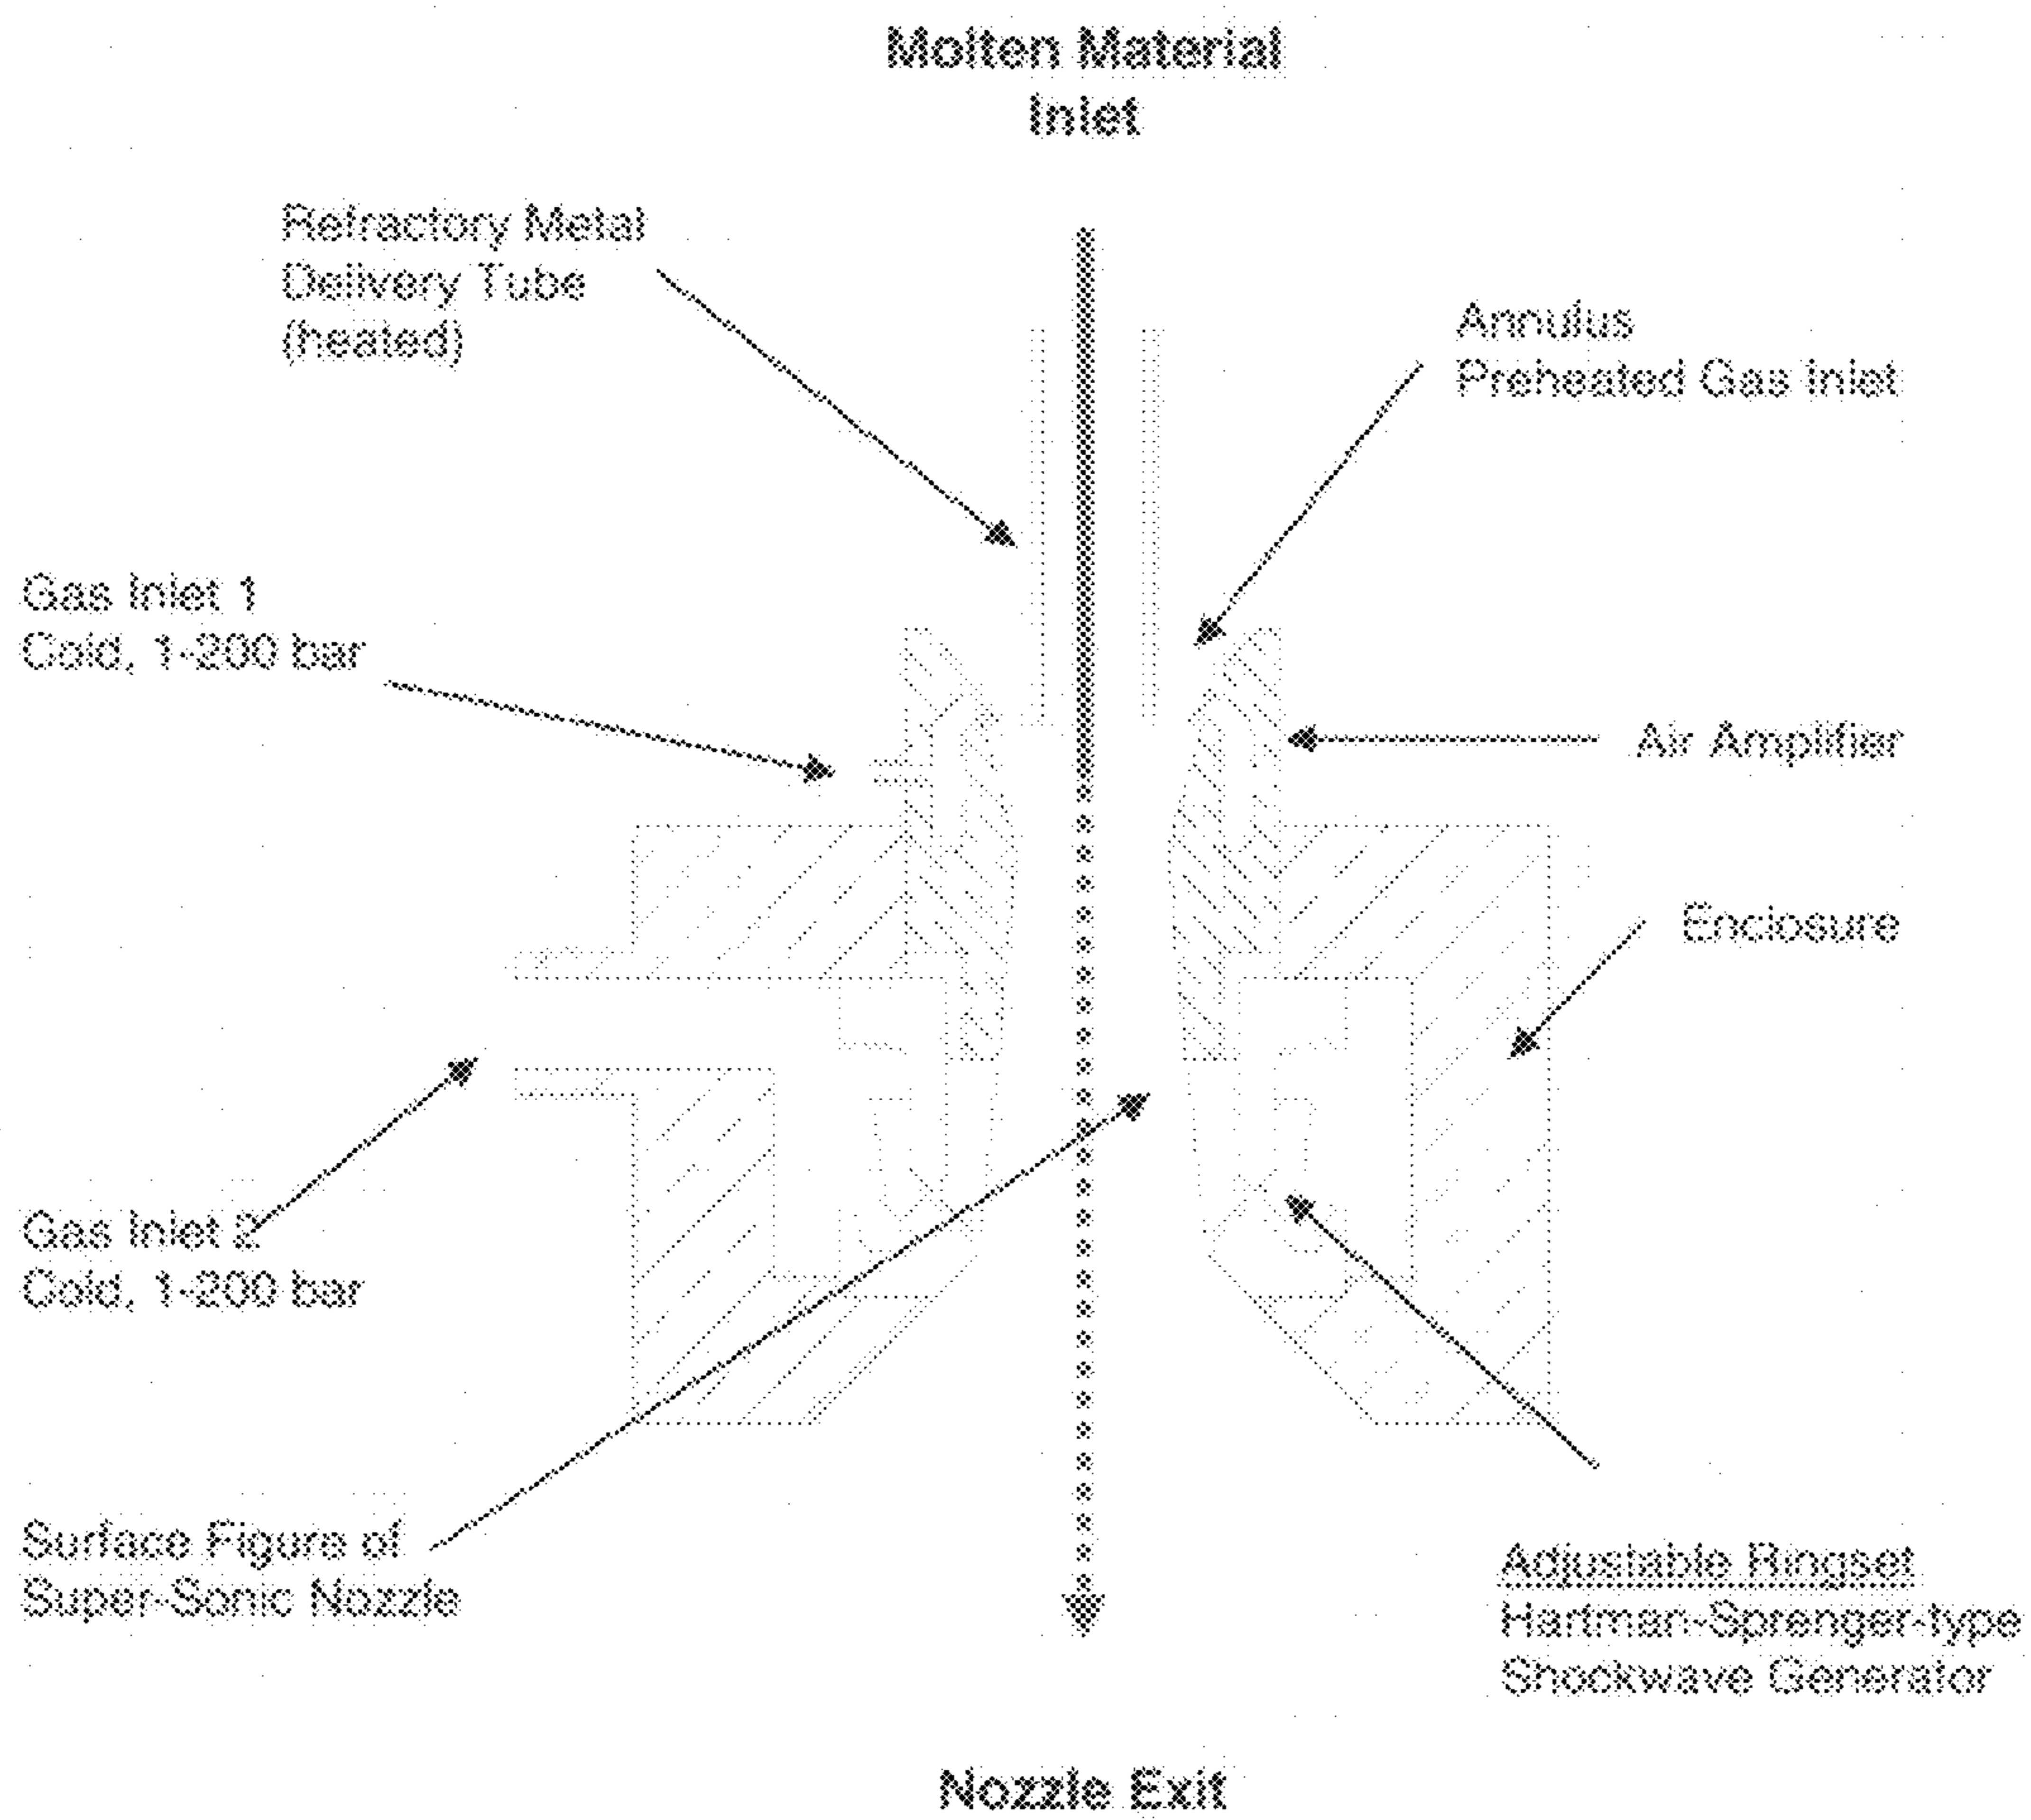 Molten Material
Inlet
Refractory Metal
Delivery Tube
(heated)
Annulus
Preheated Gas Inlet
Gas Inlet 1
Cold, 1-200 bar
Air Amplifier
Enclosure
Gas Inlet 2
Cold, 1-200 bar
Surface Figure of
Super-Sonic Nozzle
Adjustable Ringset
Hartman-Sprenger-type
Shockwave Generator
Nozzle Exit